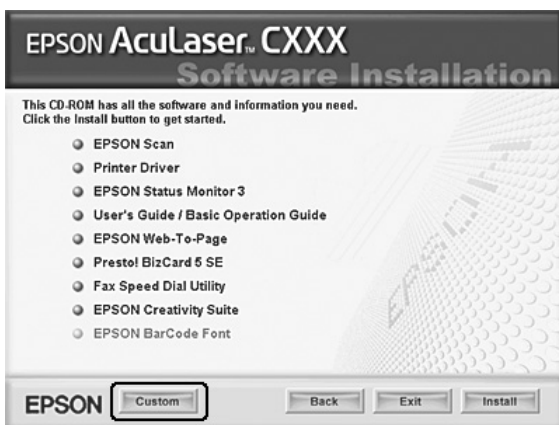 EPSON AcuLaser™ CXXX
Software Installation
This CD-ROM has all the software and information you need.
Click the Install button to get started.
EPSON Scan
Printer Driver
EPSON Status Monitor 3
User's Guide / Basic Operation Guide
EPSON Web-To-Page
Presto! BizCard 5 SE
Fax Speed Dial Utility
EPSON Creativity Suite
EPSON BarCode Font
EPSON
EPSON Custom Back Exit Install